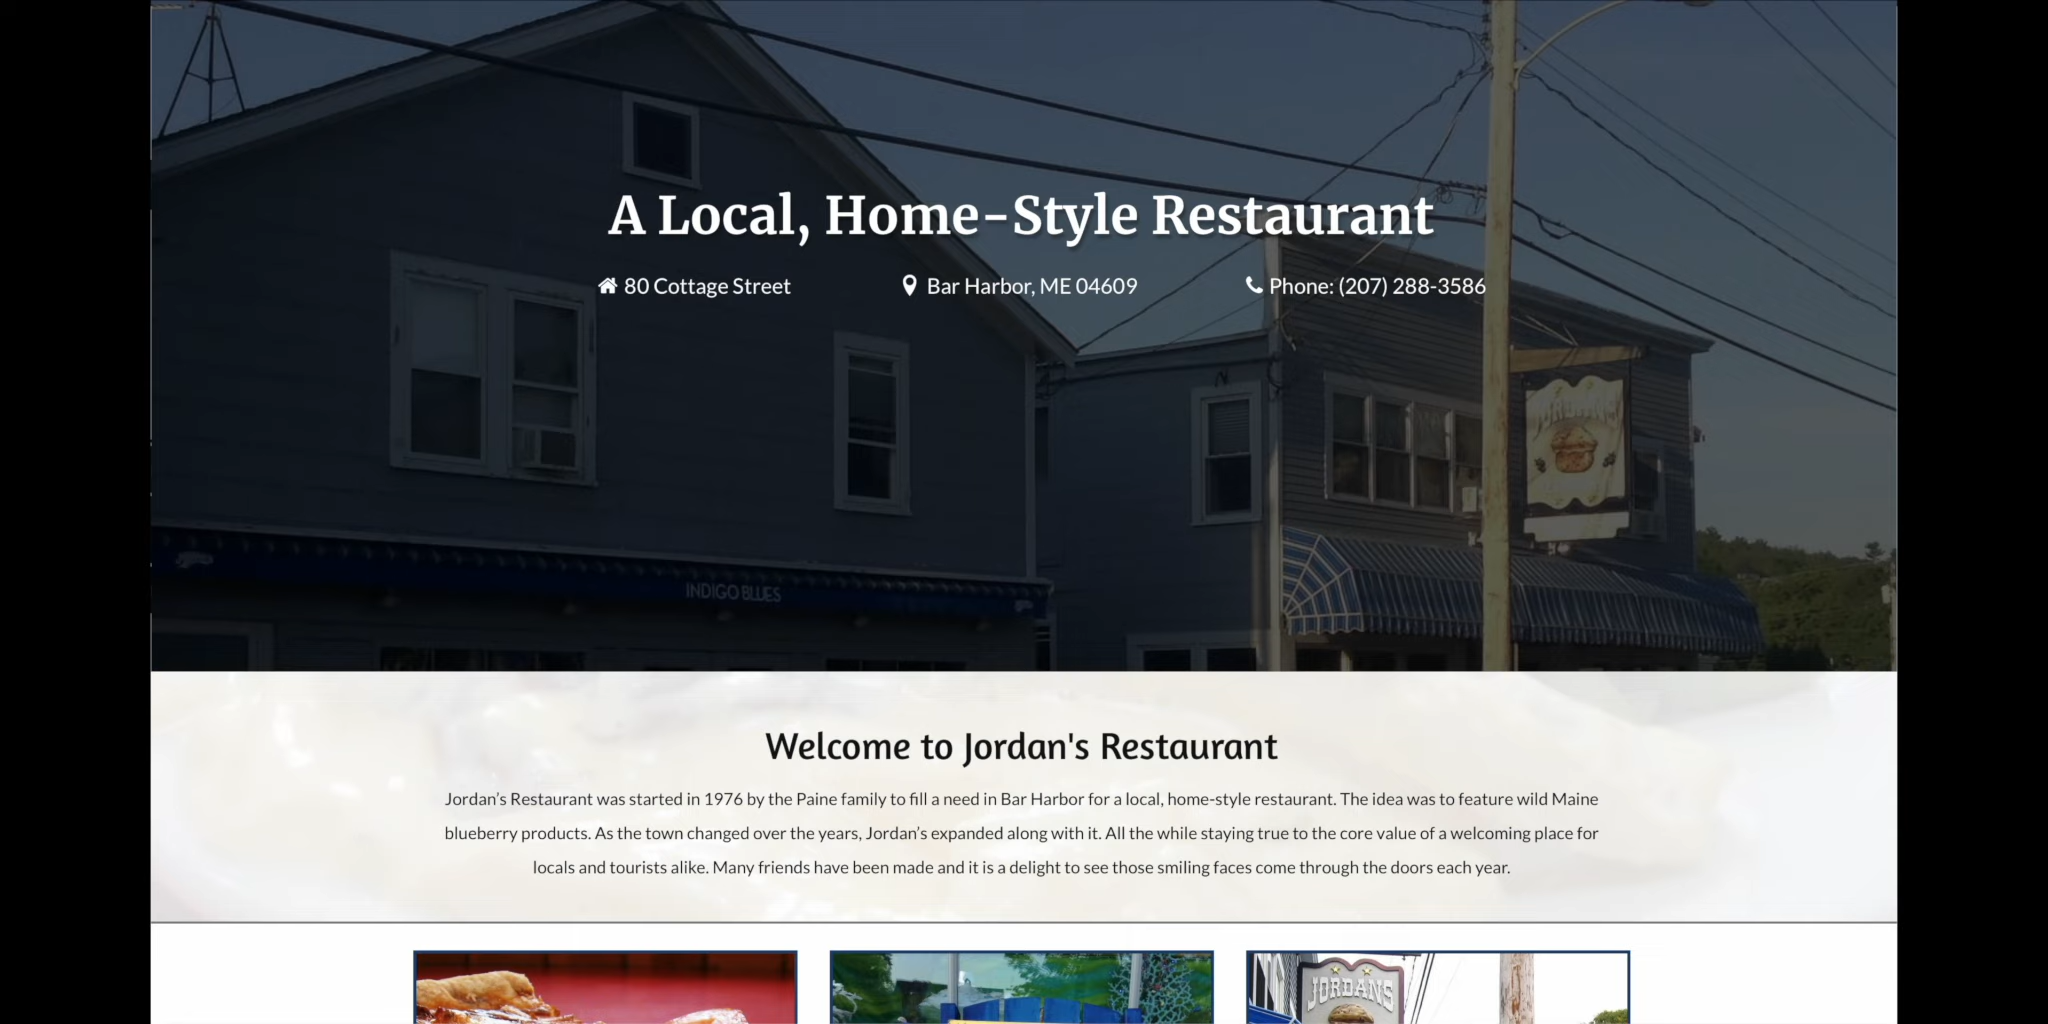 A Local, Home-Style Restaurant
80 Cottage Street
Bar Harbor, ME 04609
Phone: (207) 288-3586
JORDANS
INDIGO BLUES
Welcome to Jordan's Restaurant
Jordan’s Restaurant was started in 1976 by the Paine family to fill a need in Bar Harbor for a local, home-style restaurant. The idea was to feature wild Maine
blueberry products. As the town changed over the years, Jordan’s expanded along with it. All the while staying true to the core value of a welcoming place for
locals and tourists alike. Many friends have been made and it is a delight to see those smiling faces come through the doors each year.
JORDANS